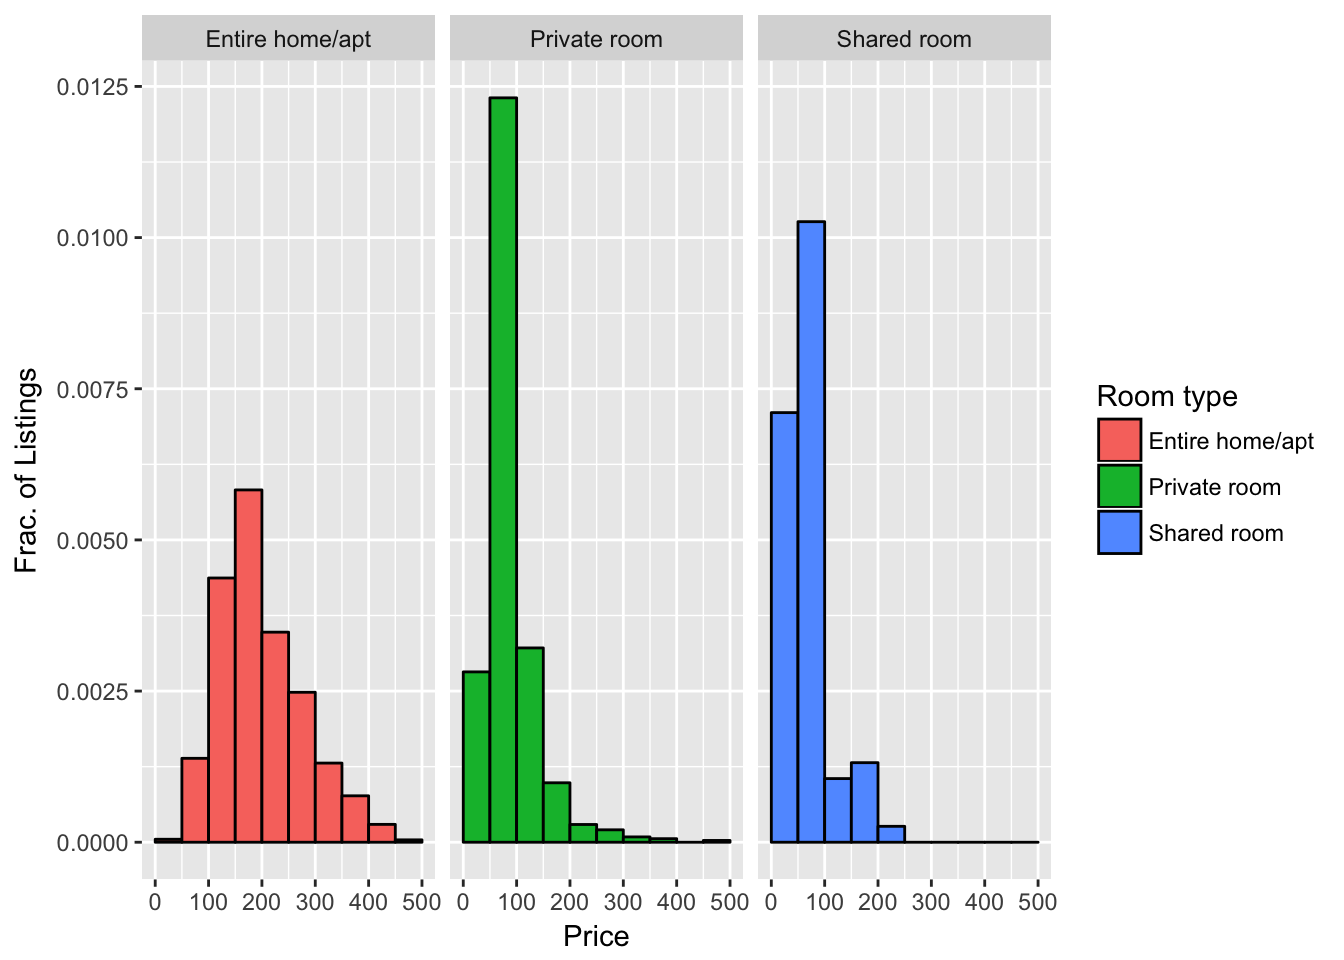 Entire home/apt Private room Shared room
0.0125
0.0100
0.0075
0.0050
0.0025
0.0000
Frac. of Listings
0 100 200 300 400 500 0 100 200 300 400 500 0 100 200 300 400 500
Price
Room type
Entire home/apt
Private room
Shared room